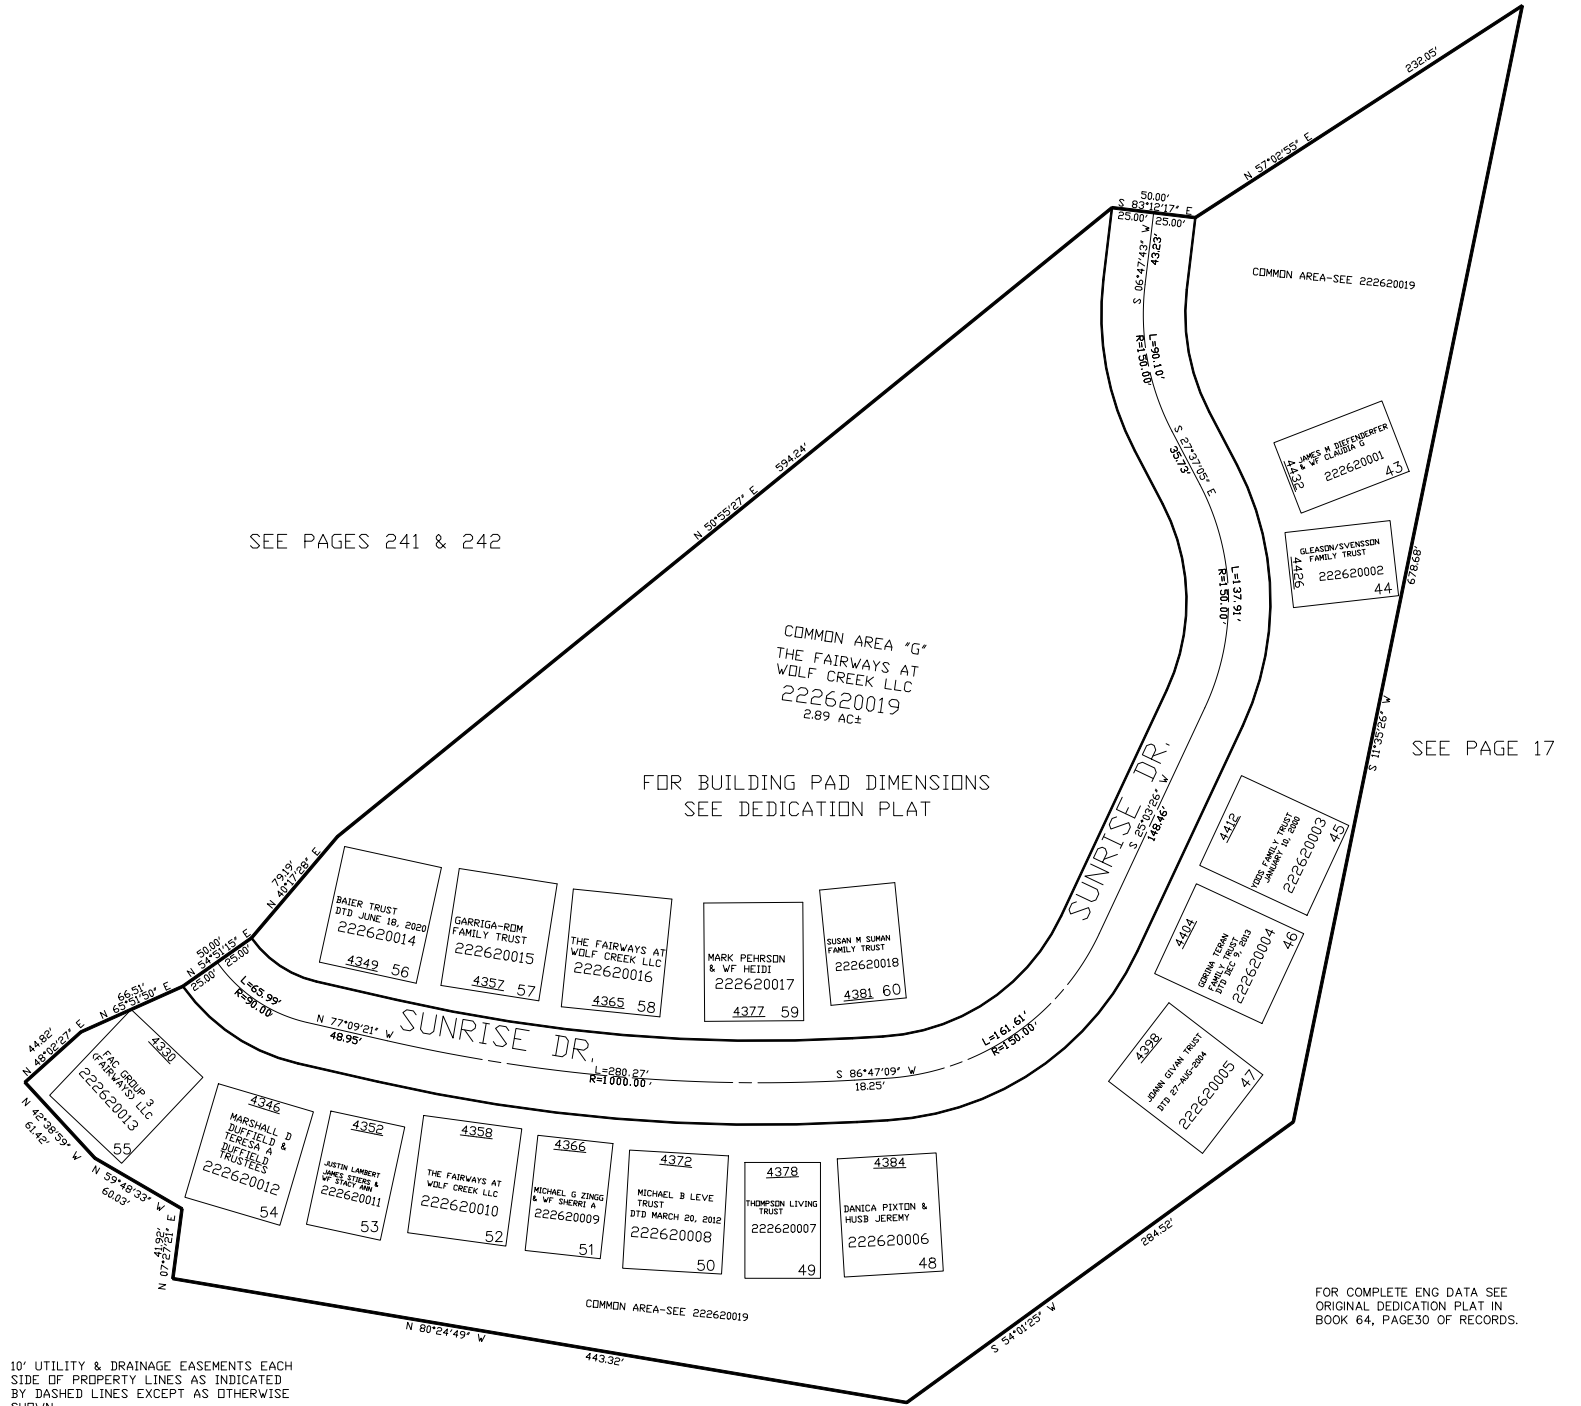 232.05'
N 57°02'55" E
50.00'
S 83°12'17" E
25.00' 25.00'
S 06°47'43" W
43.23'
COMMON AREA-SEE 222620019
L=90.10'
R=150.00'
S 27°37'05" E
35.73'
594.24'
N 50°55'27" E
JAMES M DIEFENDERFER
& WF CLAUDIA G
222620001
4432
43
SEE PAGES 241 & 242
GLEASON/SVENSSON
FAMILY TRUST
222620002
4426
44
678.68'
S 11°35'26" W
L=137.91'
R=150.00'
COMMON AREA "G"
THE FAIRWAYS AT
WOLF CREEK LLC
222620019
2.89 AC±
SEE PAGE 17
FOR BUILDING PAD DIMENSIONS
SEE DEDICATION PLAT
SUNRISE DR.
S 25°03'26" W
148.46'
4412
YOOS FAMILY TRUST
JANUARY 10, 2000
222620003
45
79.19'
N 40°17'28" E
BAIER TRUST
DTD JUNE 18, 2020
222620014
4349 56
GARRIGA-ROM
FAMILY TRUST
222620015
4357 57
THE FAIRWAYS AT
WOLF CREEK LLC
222620016
4365 58
MARK PEHRSON
& WF HEIDI
222620017
4377 59
SUSAN M SUMAN
FAMILY TRUST
222620018
4381 60
4404
GORINA TERAN
FAMILY TRUST
DTD DEC 9, 2013
222620004
46
50.00'
N 54°51'15" E
25.00' 25.00'
66.51'
N 65°51'50" E
44.82'
N 48°02'27" E
L=65.99'
R=90.00'
N 77°09'21" W
48.95'
SUNRISE DR.
L=280.27'
R=1000.00'
S 86°47'09" W
18.25'
L=161.61'
R=150.00'
4398
JOANN GIVAN TRUST
DTD 27-AUG-2004
222620005
47
4330
FAC GROUP 3
(FAIRWAYS) LLC
222620013
55
N 42°38'59" W
61.42'
N 59°48'33" W
60.03'
41.92'
N 07°27'21" E
4346
MARSHALL D
DUFFIELD &
TERESA A
DUFFIELD
TRUSTEES
222620012
54
4352
JUSTIN LAMBERT
JAMES STIERS &
WF STACY ANN
222620011
53
4358
THE FAIRWAYS AT
WOLF CREEK LLC
222620010
52
4366
MICHAEL G ZINGG
& WF SHERRI A
222620009
51
4372
MICHAEL B LEVE
TRUST
DTD MARCH 20, 2012
222620008
50
4378
THOMPSON LIVING
TRUST
222620007
49
4384
DANICA PIXTON &
HUSB JEREMY
222620006
48
284.52'
S 54°01'25" W
COMMON AREA-SEE 222620019
N 80°24'49" W
443.32'
FOR COMPLETE ENG DATA SEE
ORIGINAL DEDICATION PLAT IN
BOOK 64, PAGE30 OF RECORDS.
10' UTILITY & DRAINAGE EASEMENTS EACH
SIDE OF PROPERTY LINES AS INDICATED
BY DASHED LINES EXCEPT AS OTHERWISE